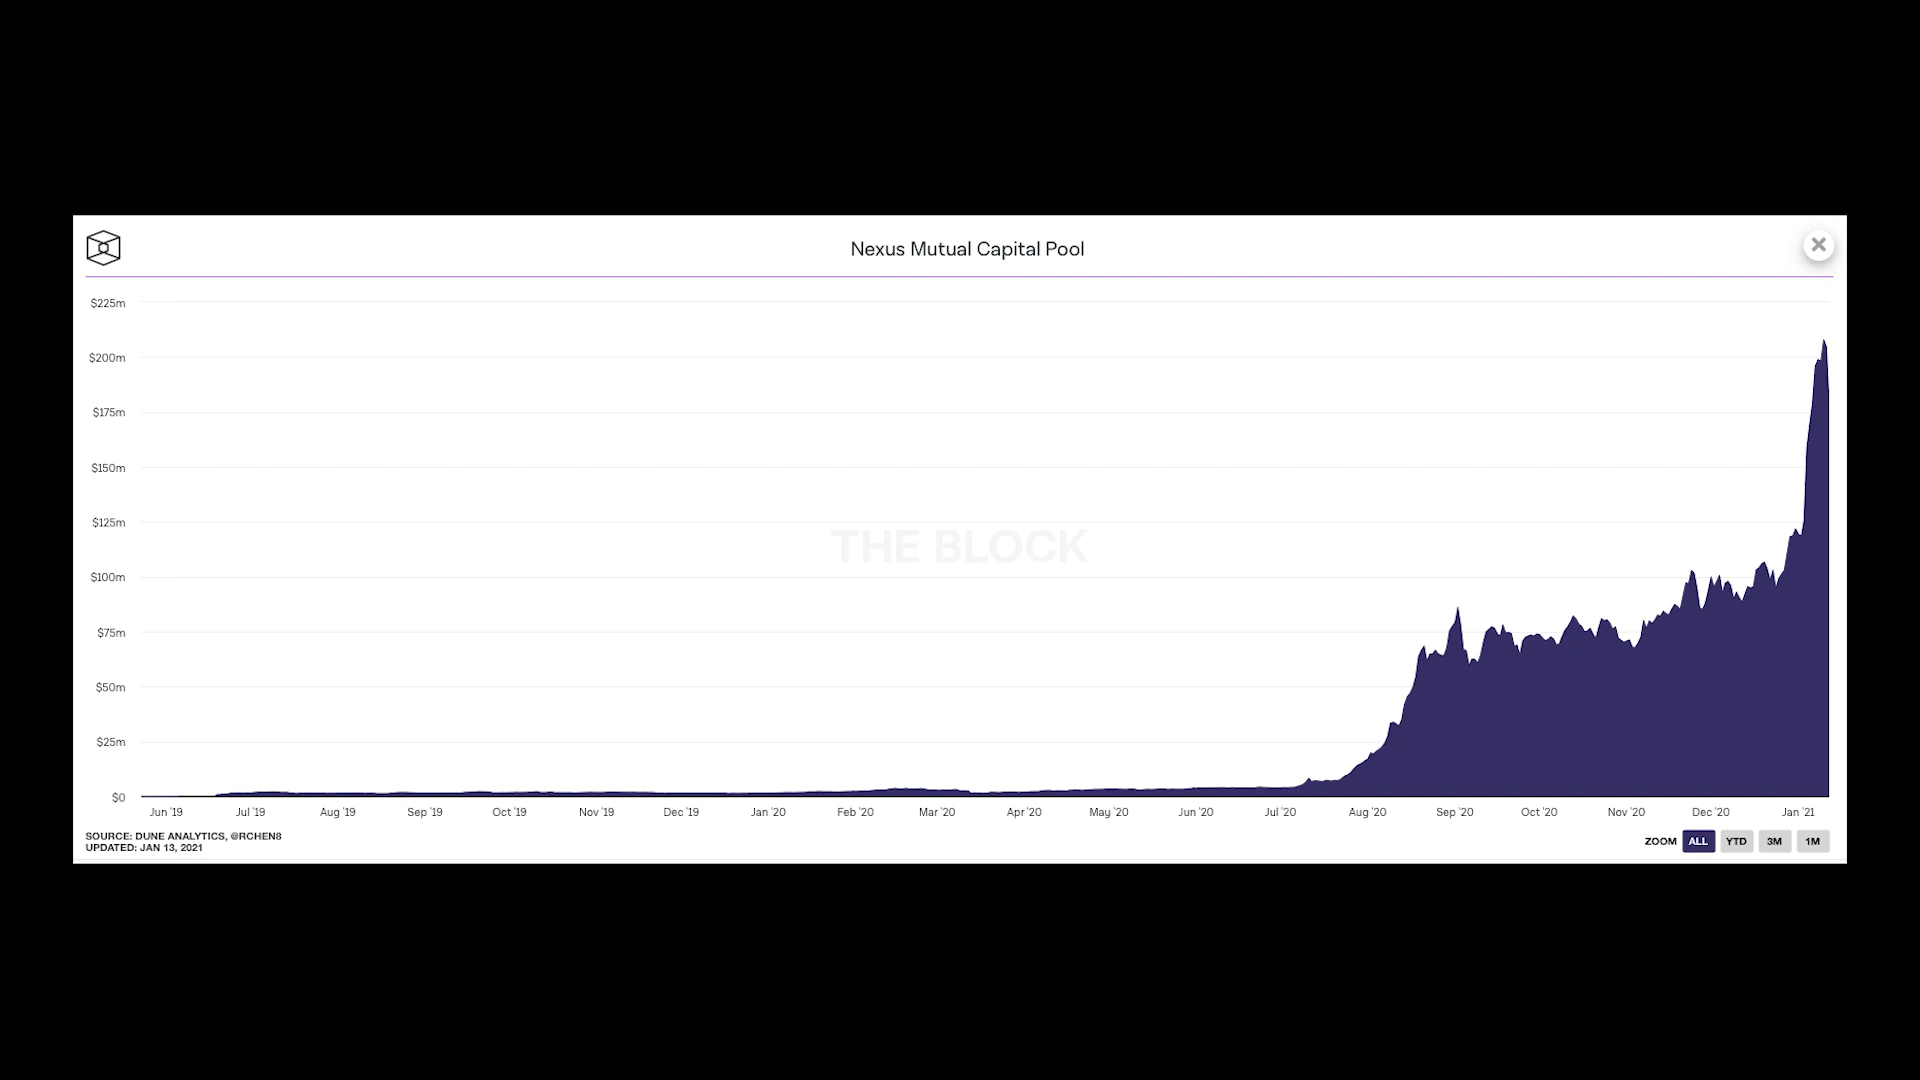 Nexus Mutual Capital Pool
$225m
$200m
$175m
$150m
$125m
THE BLOCK
$100m
$75m
$50m
$25m
$0
Jun '19 Jul '19 Aug '19 Sep '19 Oct '19 Nov '19 Dec '19 Jan '20 Feb '20 Mar '20 Apr '20 May '20 Jun '20 Jul '20 Aug '20 Sep '20 Oct '20 Nov '20 Dec '20 Jan '21
SOURCE: DUNE ANALYTICS, @RCHEN8
UPDATED: JAN 13, 2021
ZOOM ALL YTD 3M 1M